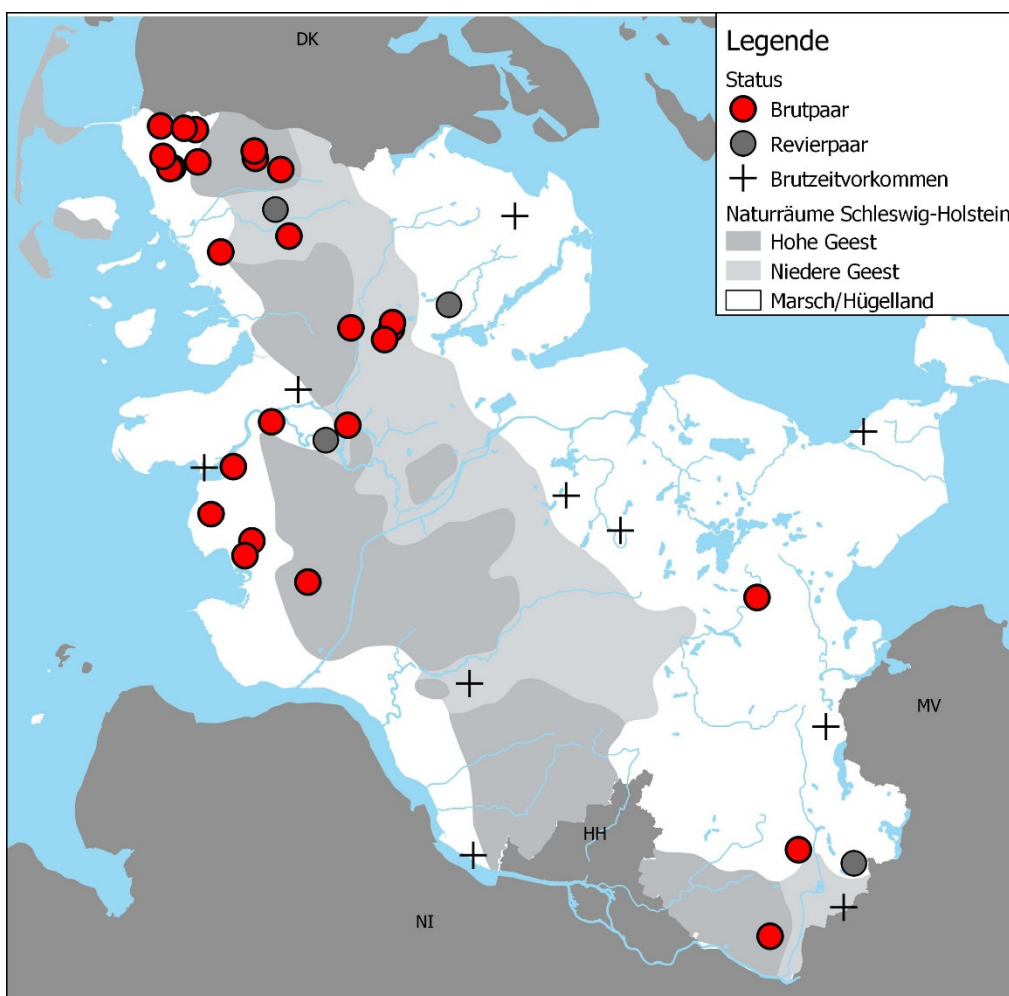 DK
Legende
Status
Brutpaar
Revierpaar
Brutzeitvorkommen
Naturräume Schleswig-Holstein
Hohe Geest
Niedere Geest
Marsch/Hügelland
MV
HH
NI